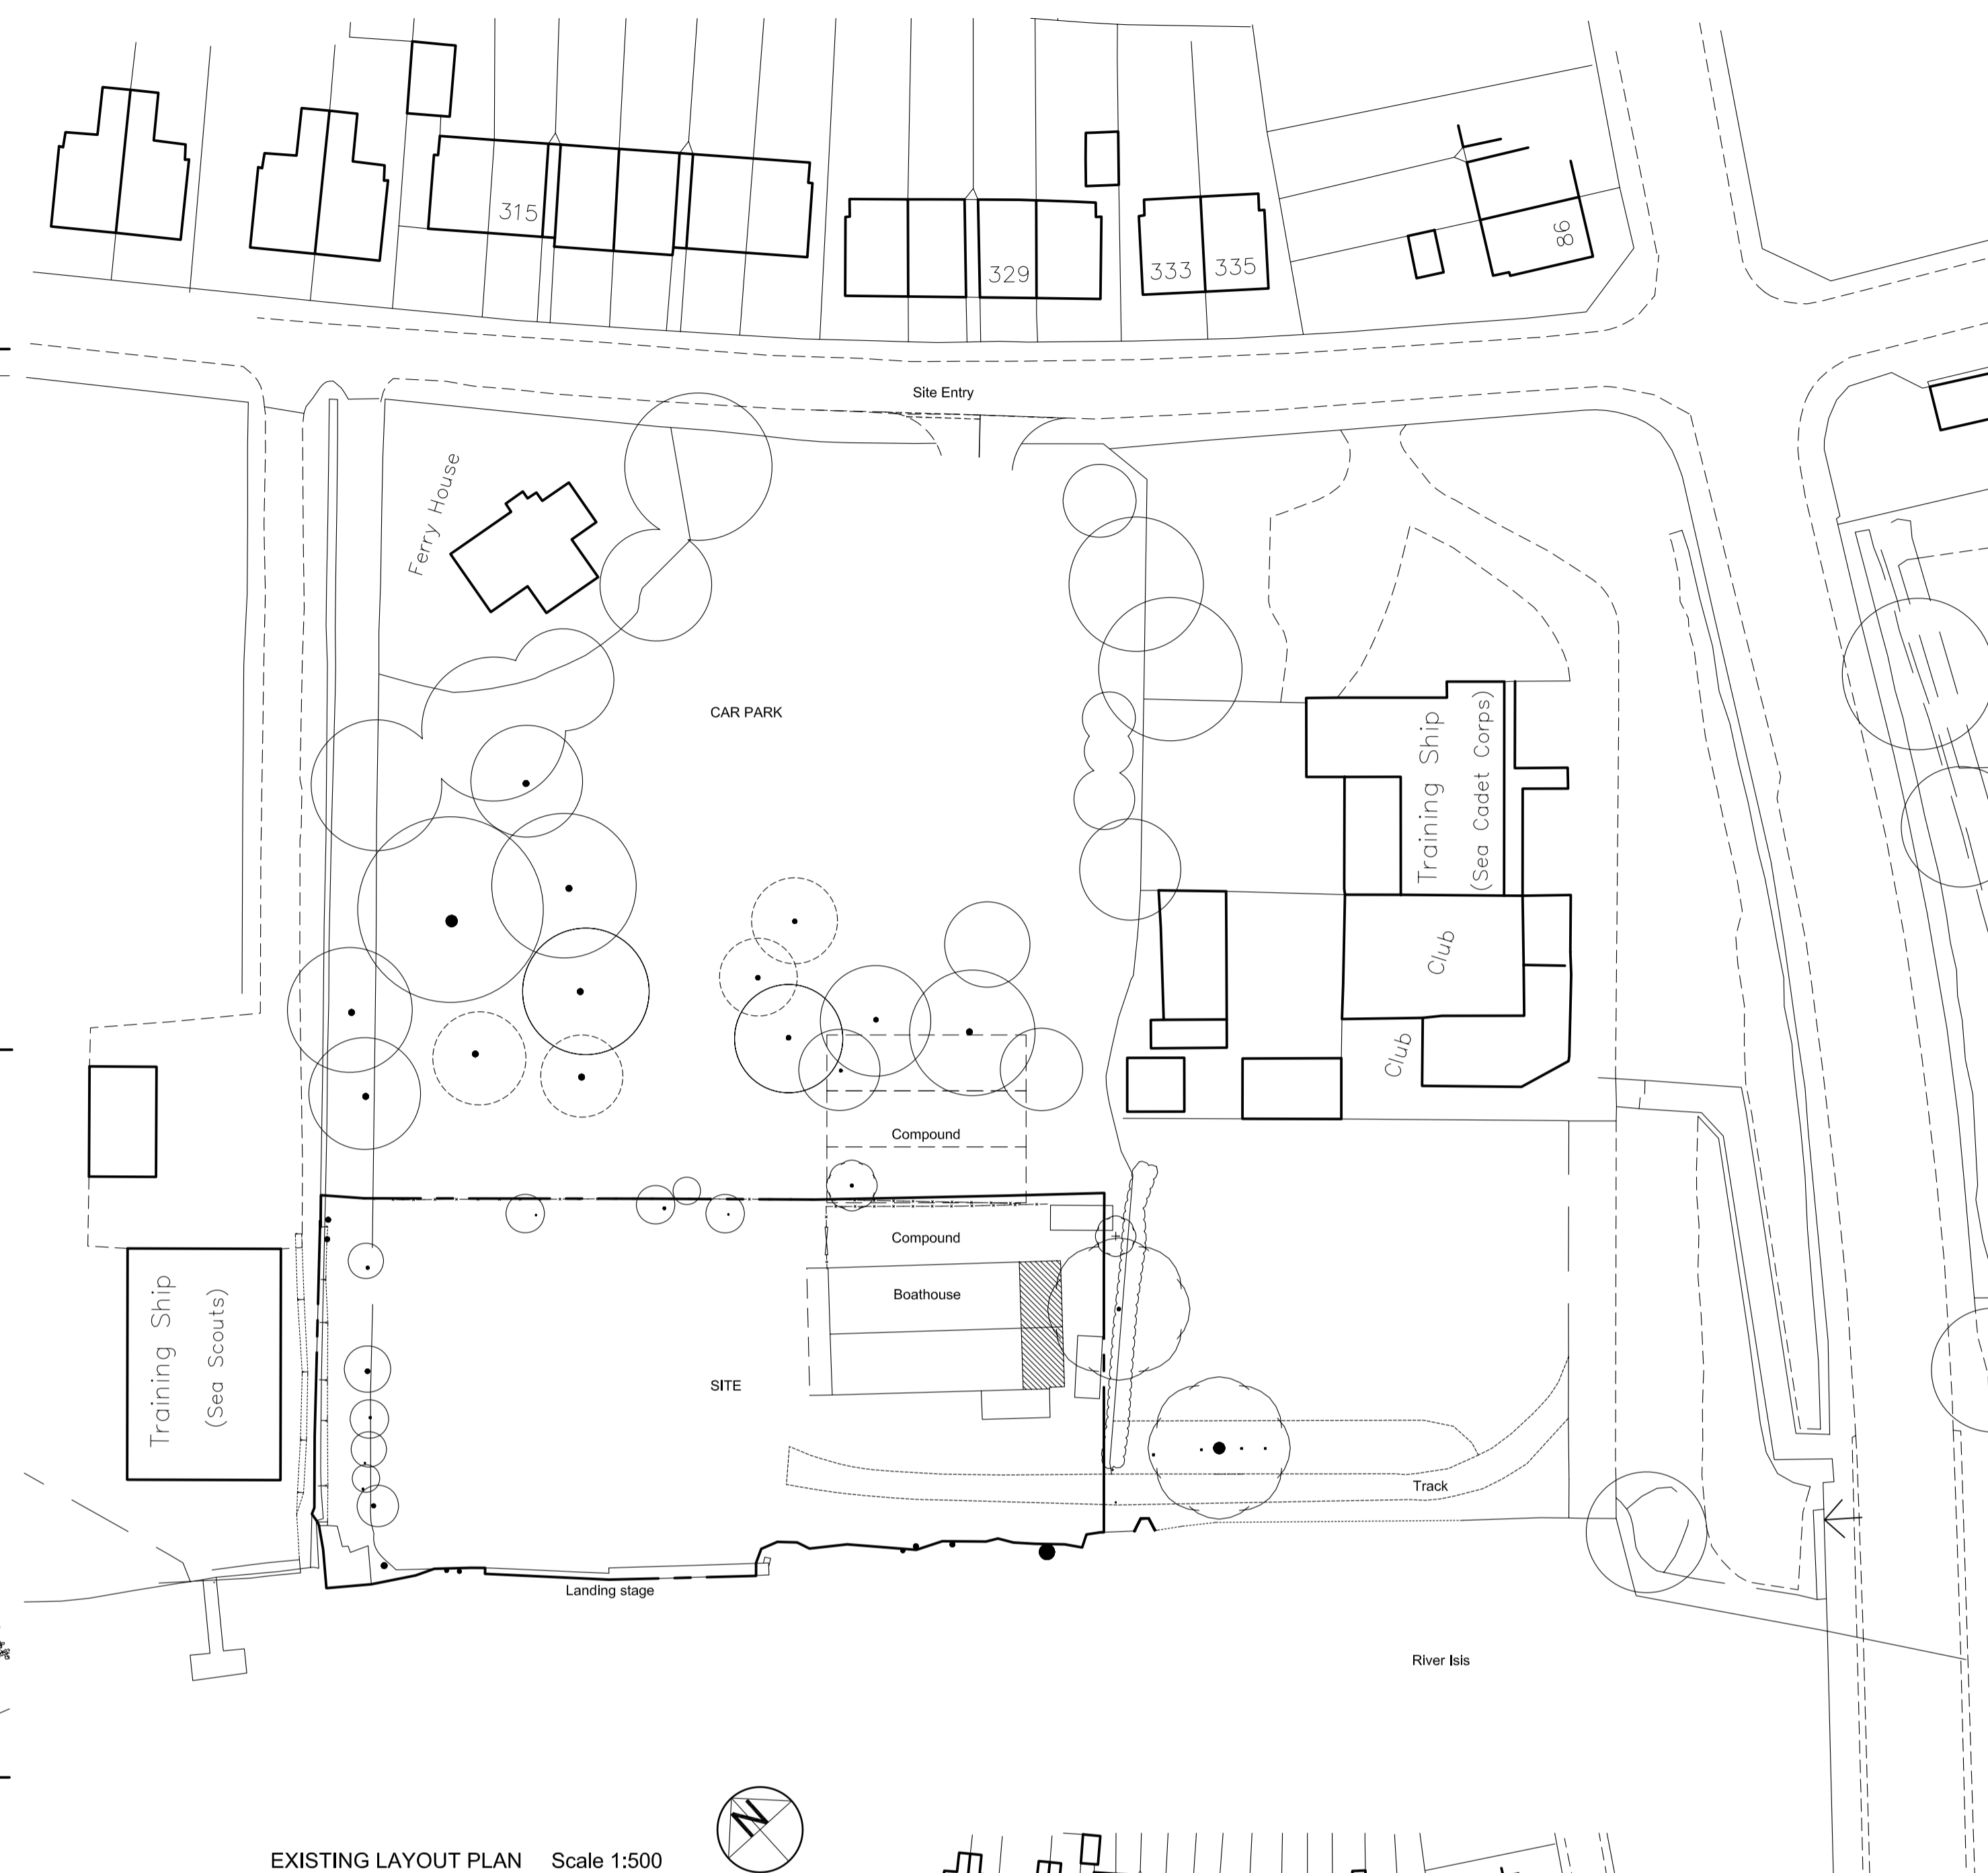 315
329
333
335
86
Site Entry
Ferry House
CAR PARK
Training Ship
(Sea Cadet Corps)
Club
Club
Compound
Compound
Boathouse
Training Ship
(Sea Scouts)
SITE
Track
Landing stage
River Isis
N
EXISTING LAYOUT PLAN Scale 1:500